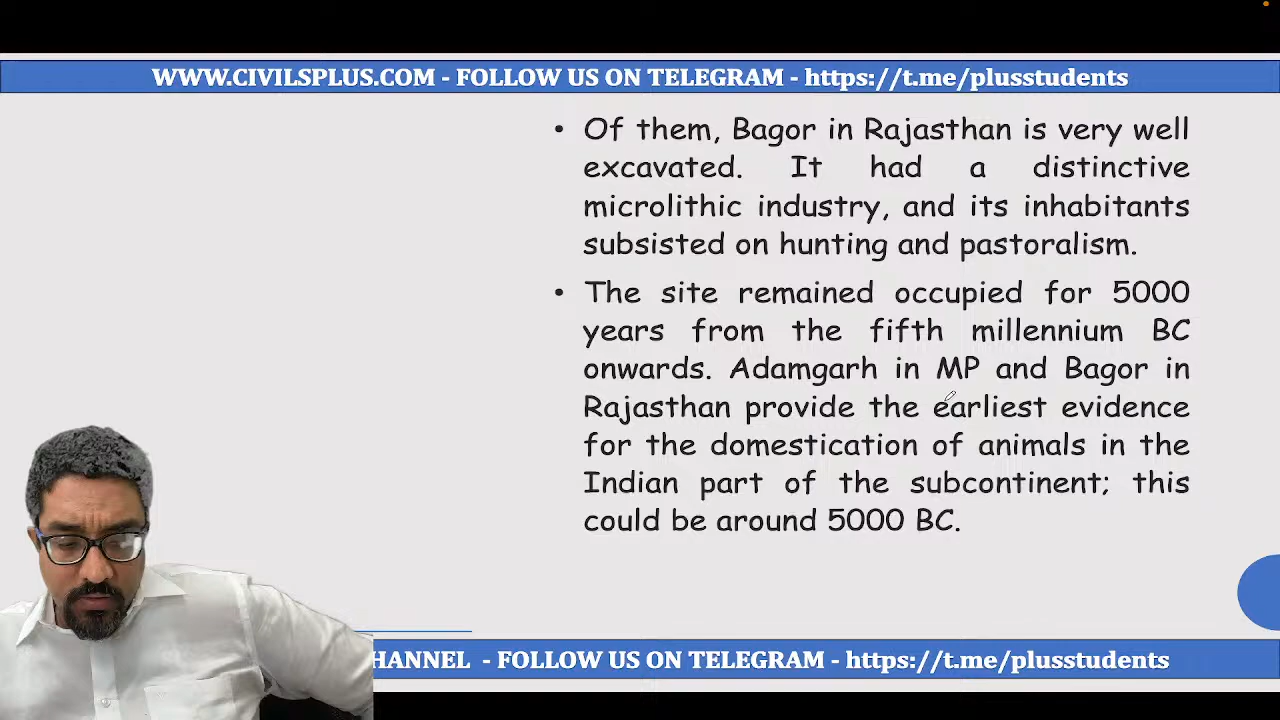 WWW.CIVILSPLUS.COM - FOLLOW US ON TELEGRAM - https://t.me/plusstudents
• Of them, Bagor in Rajasthan is very well
excavated. It had a distinctive
microlithic industry, and its inhabitants
subsisted on hunting and pastoralism.
• The site remained occupied for 5000
years from the fifth millennium BC
onwards. Adamgarh in MP and Bagor in
Rajasthan provide the earliest evidence
for the domestication of animals in the
Indian part of the subcontinent; this
could be around 5000 BC.
HANNEL - FOLLOW US ON TELEGRAM - https://t.me/plusstudents